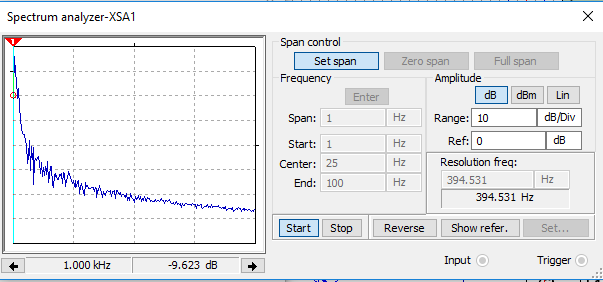 Spectrum analyzer-XSA1
1
Span control
Set span Zero span Full span
Frequency
Enter
Span: 1 Hz
Start: 1 Hz
Center: 25 Hz
End: 100 Hz
Amplitude
dB dBm Lin
Range: 10 dB/Div
Ref: 0 dB
Resolution freq:
394.531 Hz
394.531 Hz
Start Stop Reverse Show refer. Set...
1.000 kHz -9.623 dB
Input Trigger